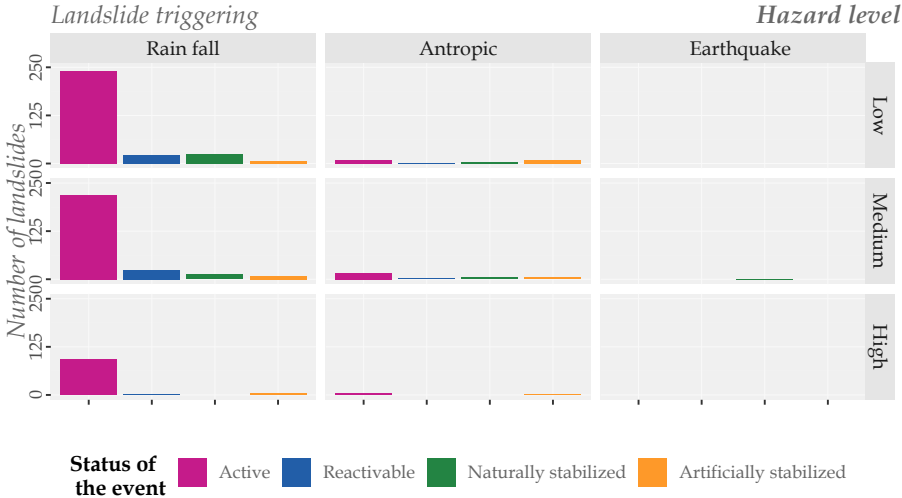 Landslide triggering
Hazard level
Rain fall
Antropic
Earthquake
Number of landslides
250
125
0
Low
250
125
0
Medium
250
125
0
High
Status of
the event
Active
Reactivable
Naturally stabilized
Artificially stabilized